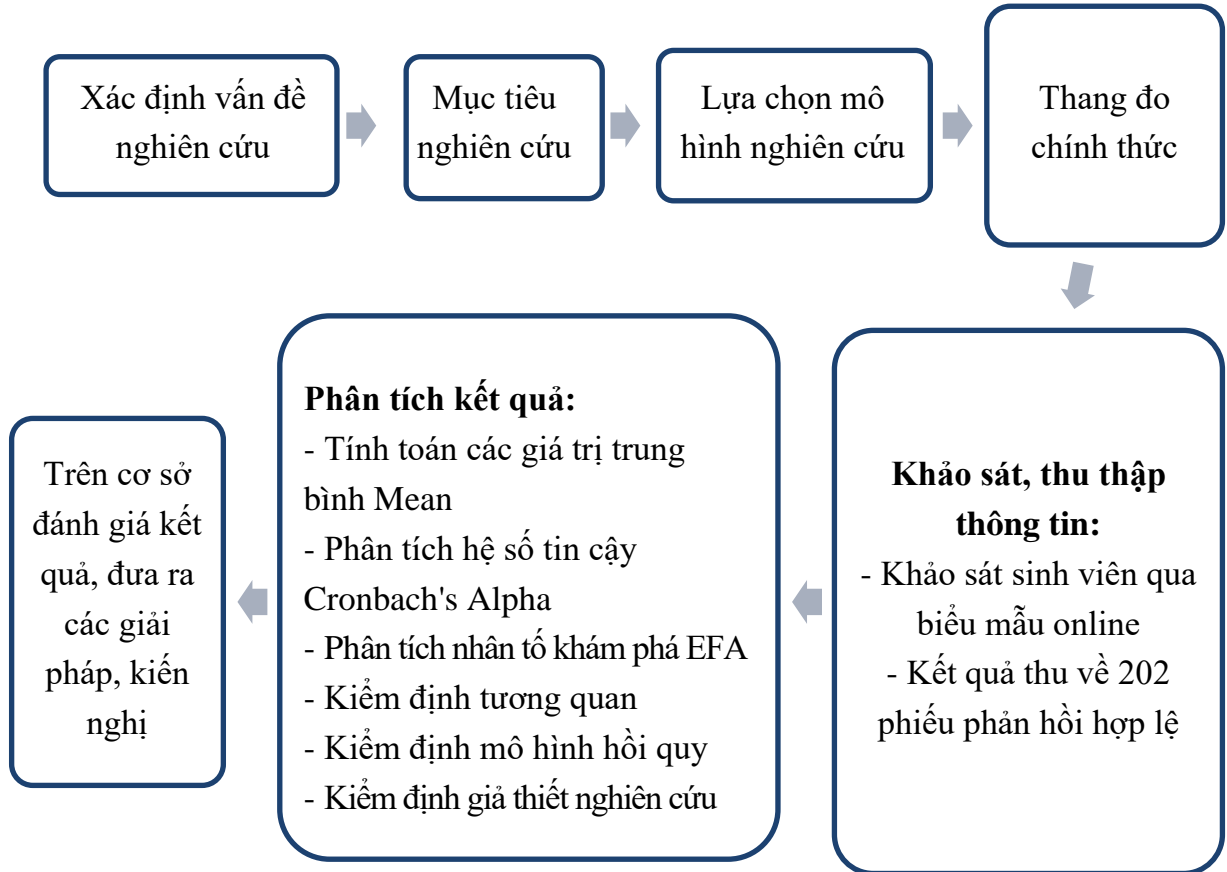 Xác định vấn đề
nghiên cứu
Mục tiêu
nghiên cứu
Lựa chọn mô
hình nghiên cứu
Thang đo
chính thức
Khảo sát, thu thập
thông tin:
- Khảo sát sinh viên qua
biểu mẫu online
- Kết quả thu về 202
phiếu phản hồi hợp lệ
Phân tích kết quả:
- Tính toán các giá trị trung
bình Mean
- Phân tích hệ số tin cậy
Cronbach's Alpha
- Phân tích nhân tố khám phá EFA
- Kiểm định tương quan
- Kiểm định mô hình hồi quy
- Kiểm định giả thiết nghiên cứu
Trên cơ sở
đánh giá kết
quả, đưa ra
các giải
pháp, kiến
nghị